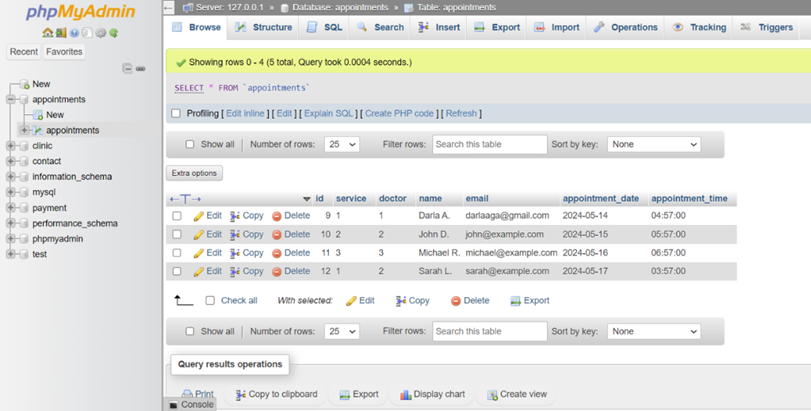 phpMyAdmin
Recent Favorites
New
appointments
New
appointments
clinic
contact
information_schema
mysql
payment
performance_schema
phpmyadmin
test
Server: 127.0.0.1 » Database: appointments » Table: appointments
Browse Structure SQL Search Insert Export Import Operations Tracking Triggers
Showing rows 0 - 4 (5 total, Query took 0.0004 seconds.)
SELECT * FROM `appointments`
Profiling [ Edit inline ] [ Edit ] [ Explain SQL ] [ Create PHP code ] [ Refresh ]
Show all Number of rows: 25 Filter rows: Search this table Sort by key: None
Extra options
←T→ id service doctor name email appointment_date appointment_time
Edit Copy Delete 9 1 1 Darla A. darlaaga@gmail.com 2024-05-14 04:57:00
Edit Copy Delete 10 2 2 John D. john@example.com 2024-05-15 05:57:00
Edit Copy Delete 11 3 3 Michael R. michael@example.com 2024-05-16 06:57:00
Edit Copy Delete 12 1 2 Sarah L. sarah@example.com 2024-05-17 03:57:00
Check all With selected: Edit Copy Delete Export
Show all Number of rows: 25 Filter rows: Search this table Sort by key: None
Query results operations
Print Copy to clipboard Export Display chart Create view
Console